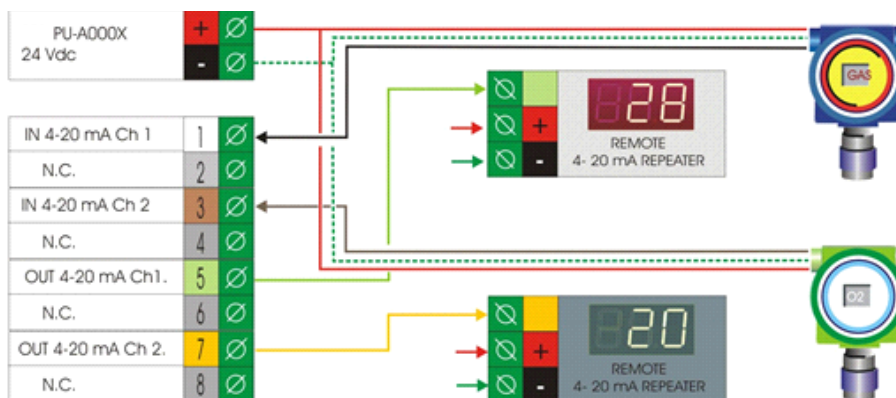 PU-A000X +
24 Vdc -
IN 4-20 mA Ch 1 1
N.C. 2
IN 4-20 mA Ch 2 3
N.C. 4
OUT 4-20 mA Ch1. 5
N.C. 6
OUT 4-20 mA Ch 2. 7
N.C. 8
28
+
-
REMOTE
4- 20 mA REPEATER
20
+
-
REMOTE
4- 20 mA REPEATER
GAS
O2